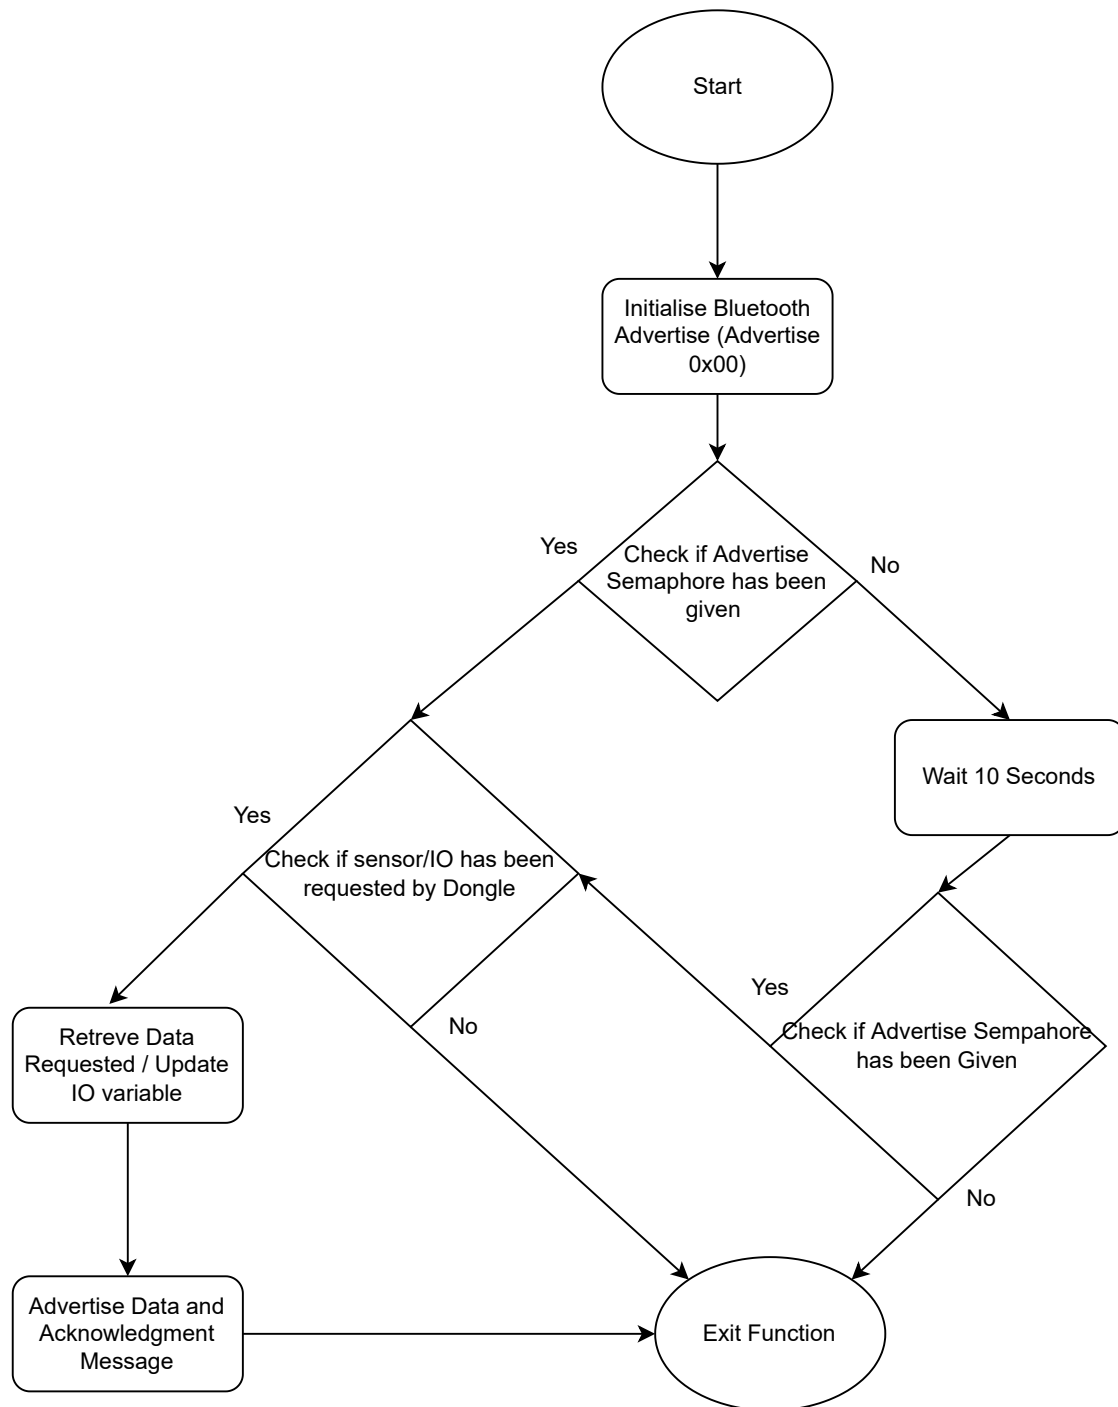 Start
Initialise Bluetooth
Advertise (Advertise
0x00)
Yes
Check if Advertise
Semaphore has been
given
No
Wait 10 Seconds
Yes
Check if sensor/IO has been
requested by Dongle
No
Yes
Check if Advertise Sempahore
has been Given
No
Retreve Data
Requested / Update
IO variable
Advertise Data and
Acknowledgment
Message
Exit Function